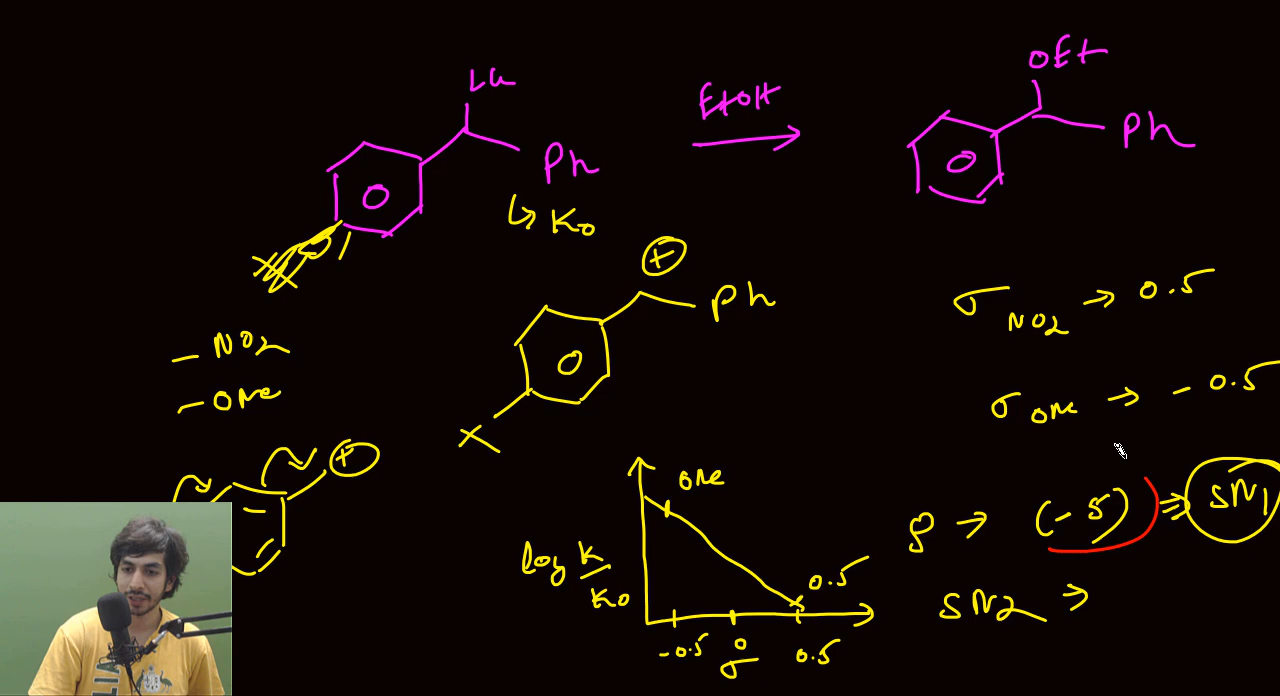 LG
EtOH
OEt
Ph
Ph
↳ K₀
+
Ph
X
- NO₂
- OMe
+
σ NO₂ → 0.5
σ OMe → - 0.5
ρ → (-5) ⇒ SN1
SN2 →
OMe
log K/K₀
0.5
-0.5 0 0.5
σ